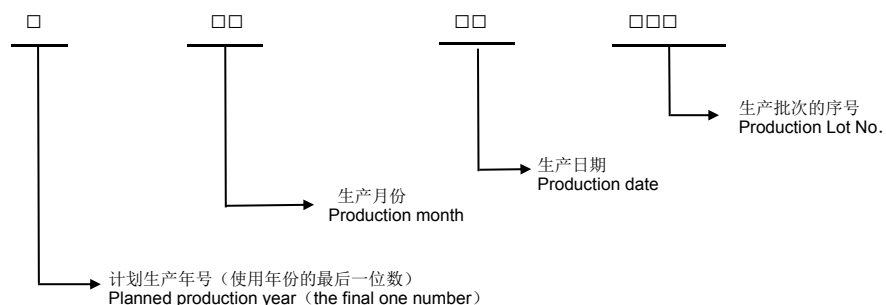 □ □□ □□ □□□
生产批次的序号
Production Lot No.
生产日期
Production date
生产月份
Production month
计划生产年号（使用年份的最后一位数）
Planned production year（the final one number）